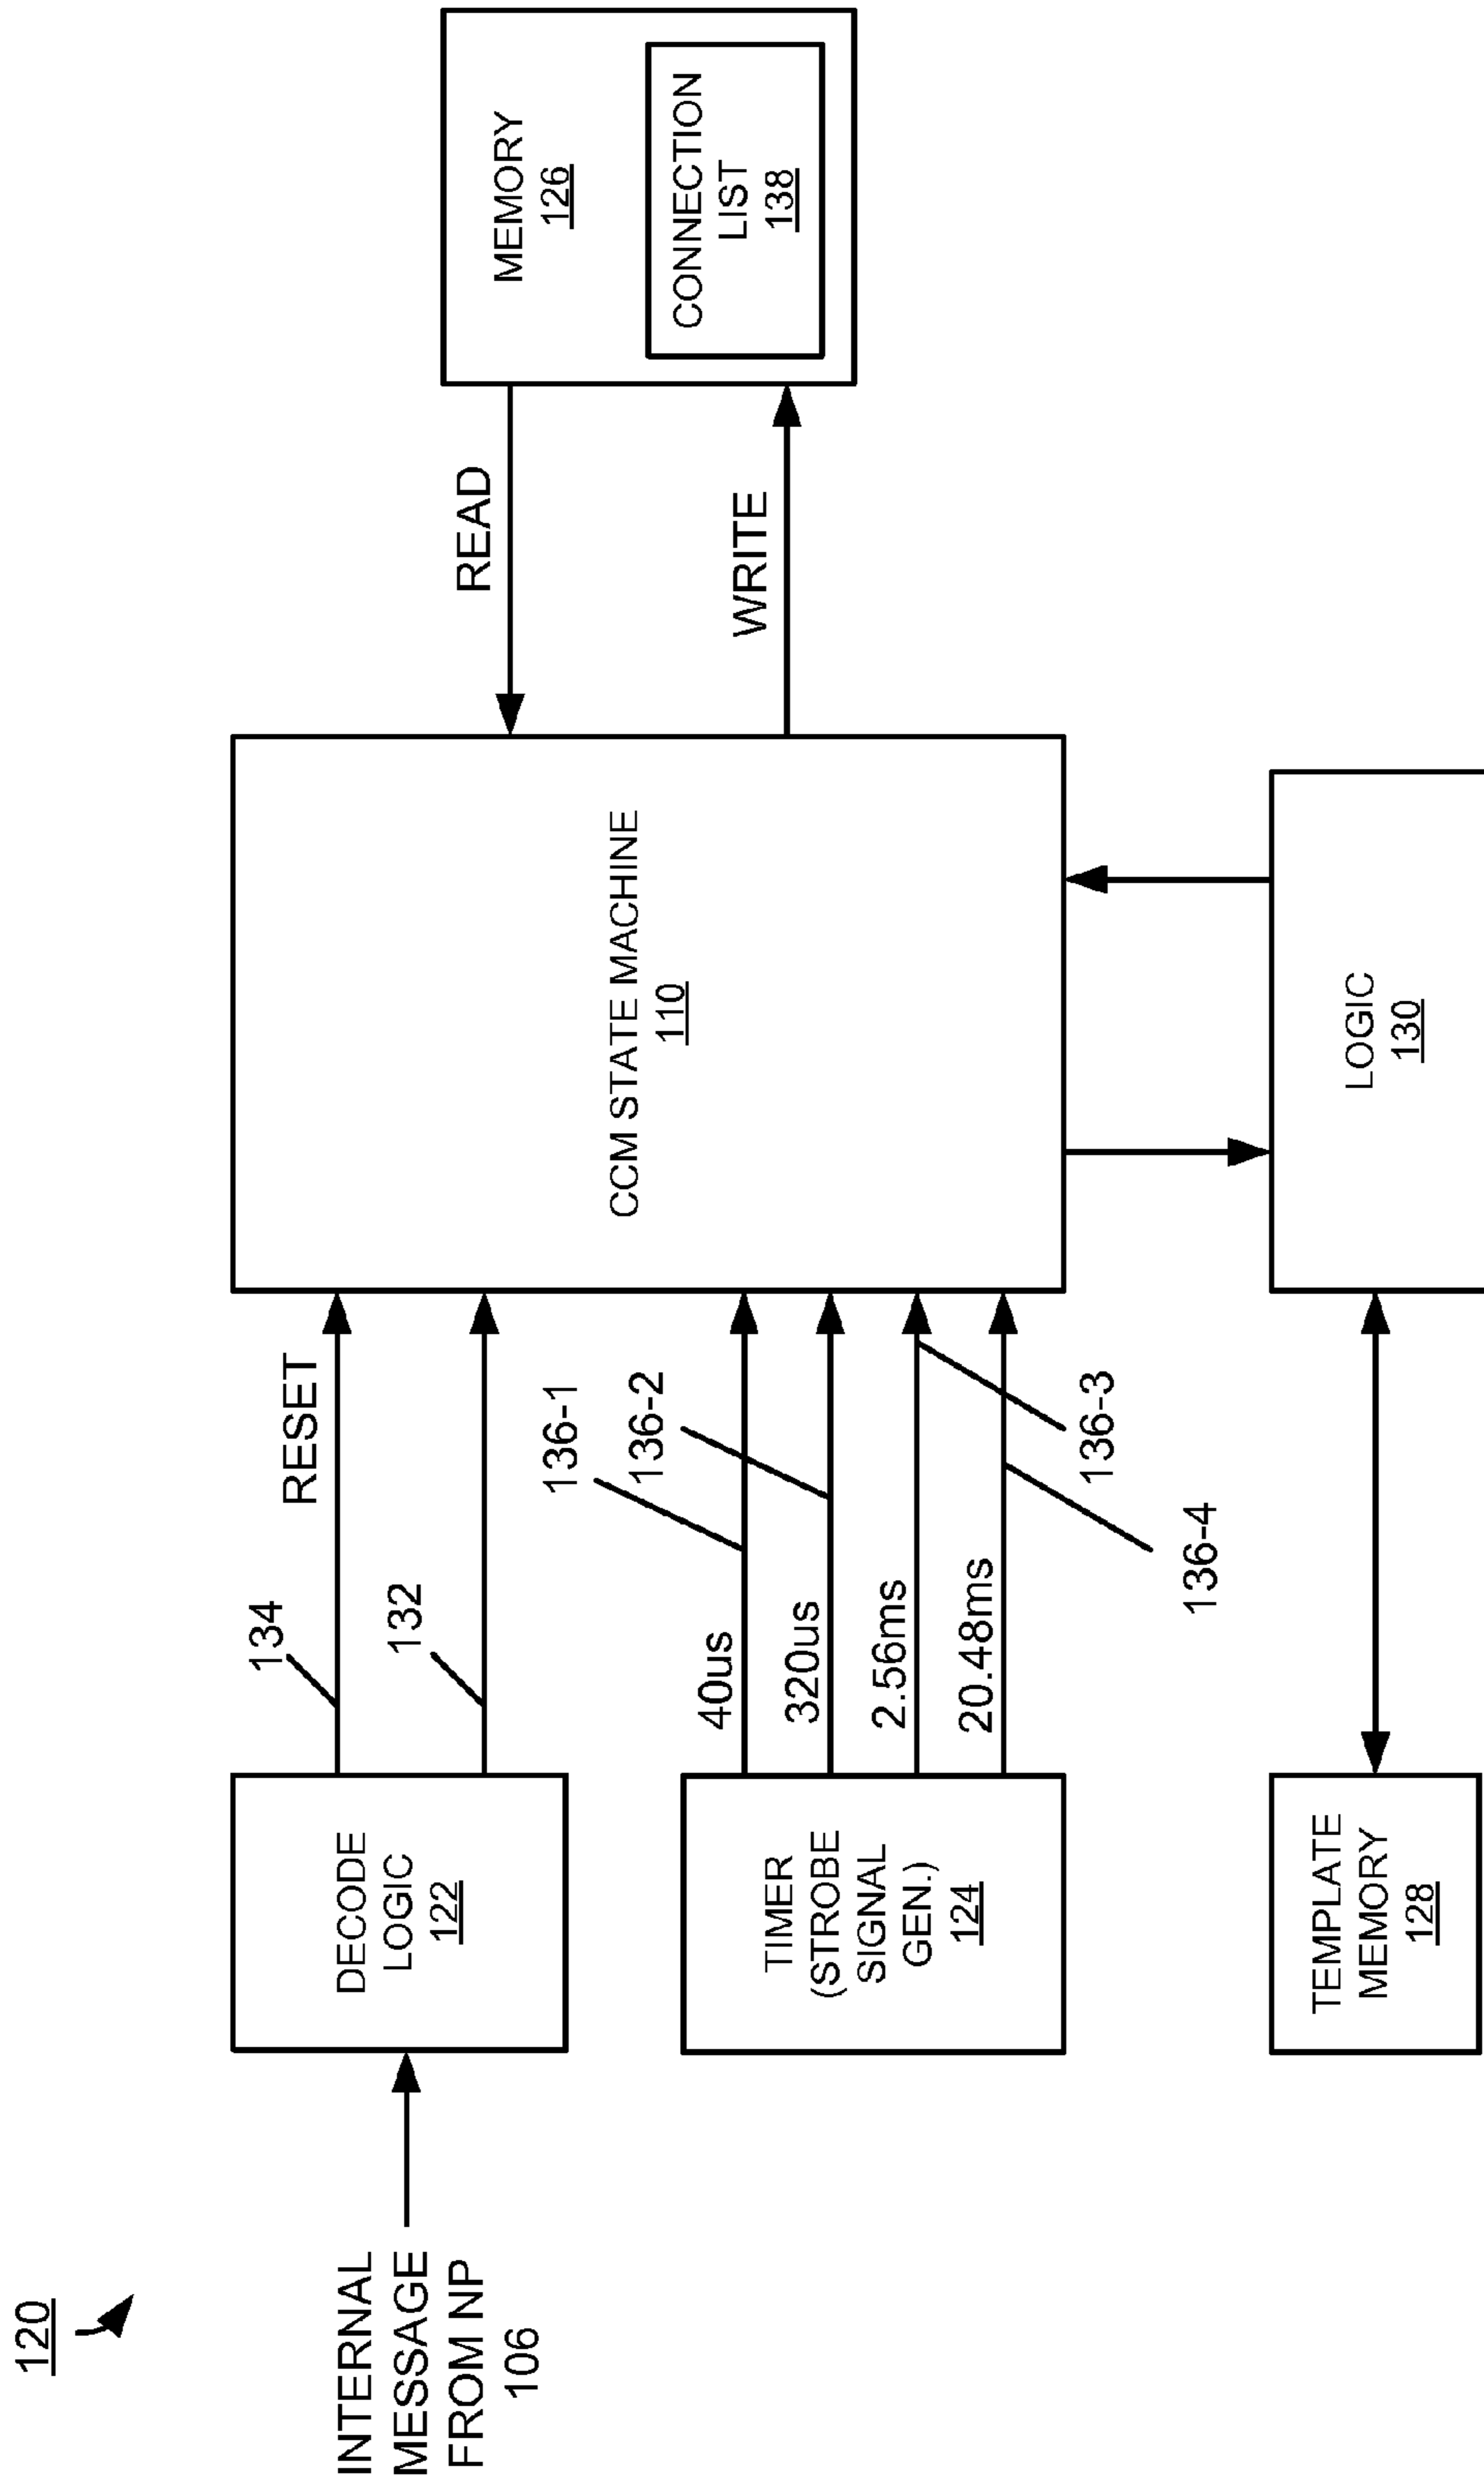 120
INTERNAL
MESSAGE
FROM NP
106
DECODE
LOGIC
122
134
RESET
132
TIMER
(STROBE
SIGNAL
GEN.)
124
40us
136-1
320us
136-2
2.56ms
136-3
20.48ms
136-4
CCM STATE MACHINE
110
READ
WRITE
MEMORY
126
CONNECTION
LIST
138
TEMPLATE
MEMORY
128
LOGIC
130